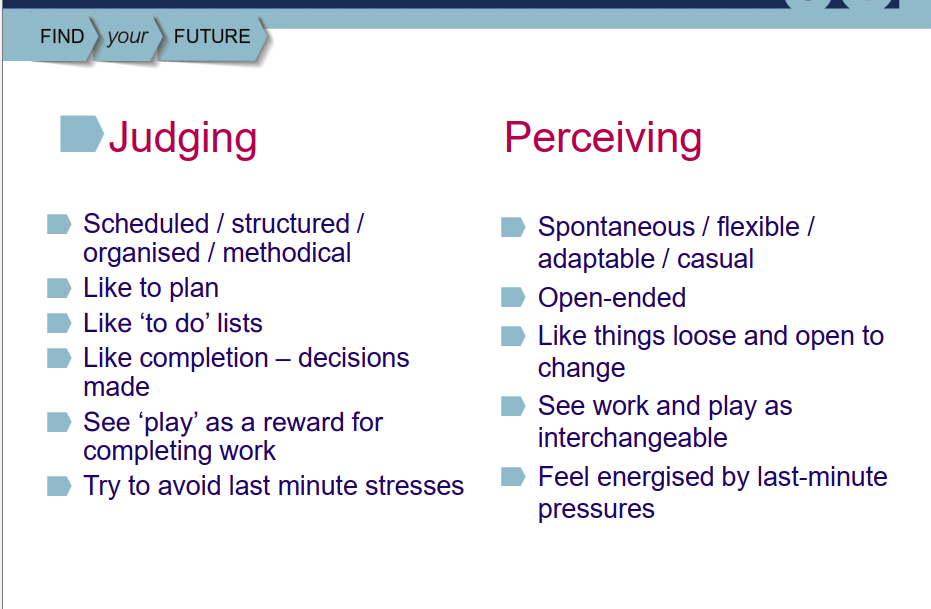 FIND your FUTURE
Judging
Scheduled / structured /
organised / methodical
Like to plan
Like ‘to do’ lists
Like completion – decisions
made
See ‘play’ as a reward for
completing work
Try to avoid last minute stresses
Perceiving
Spontaneous / flexible /
adaptable / casual
Open-ended
Like things loose and open to
change
See work and play as
interchangeable
Feel energised by last-minute
pressures